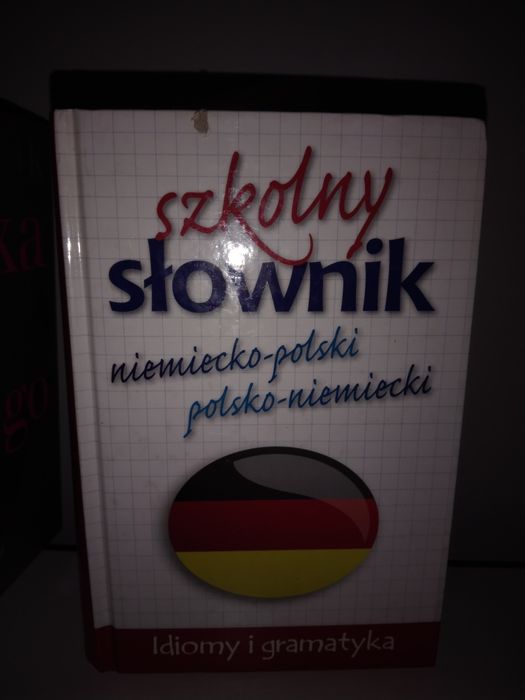 szkolny
słownik
niemiecko-polski
polsko-niemiecki
Idiomy i gramatyka